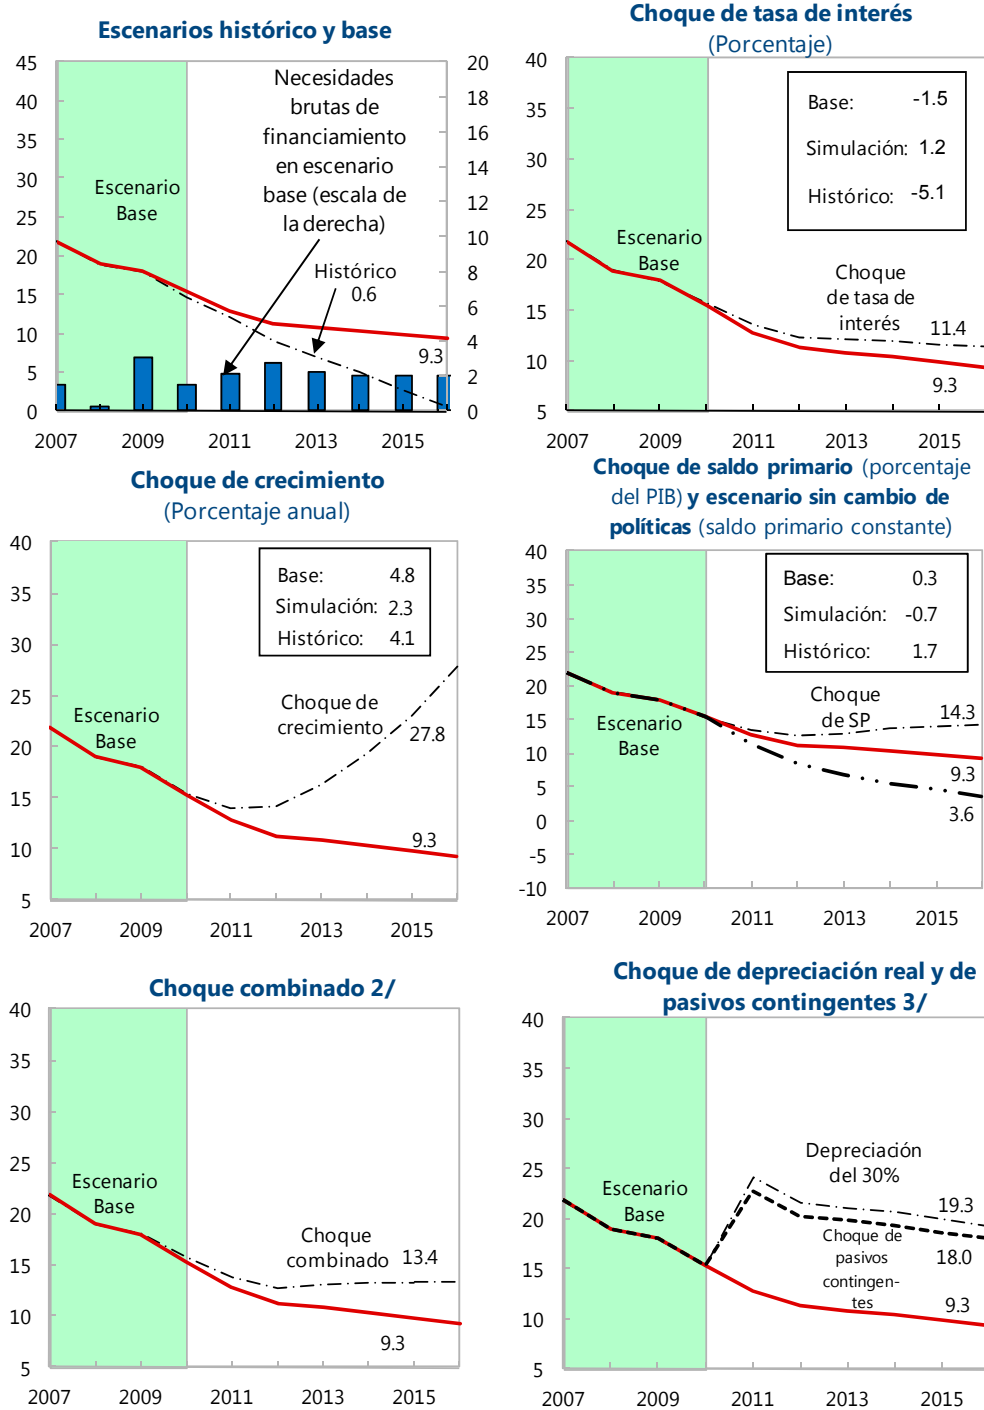 Escenarios histórico y base
45
40
35
30
25
20
15
10
5
0
20
18
16
14
12
10
8
6
4
2
0
Necesidades
brutas de
financiamiento
en escenario
base (escala de
la derecha)
Escenario
Base
Histórico
0.6
9.3
2007 2009 2011 2013 2015
Choque de tasa de interés
(Porcentaje)
40
35
30
25
20
15
10
5
Base: -1.5
Simulación: 1.2
Histórico: -5.1
Escenario
Base
Choque
de tasa de
interés
11.4
9.3
2007 2009 2011 2013 2015
Choque de crecimiento
(Porcentaje anual)
40
35
30
25
20
15
10
5
Base: 4.8
Simulación: 2.3
Histórico: 4.1
Escenario
Base
Choque de
crecimiento
27.8
9.3
2007 2009 2011 2013 2015
Choque de saldo primario (porcentaje
del PIB) y escenario sin cambio de
políticas (saldo primario constante)
40
35
30
25
20
15
10
5
0
-5
-10
Base: 0.3
Simulación: -0.7
Histórico: 1.7
Escenario
Base
Choque
de SP
14.3
9.3
3.6
2007 2009 2011 2013 2015
Choque combinado 2/
40
35
30
25
20
15
10
5
Escenario
Base
Choque
combinado
13.4
9.3
2007 2009 2011 2013 2015
Choque de depreciación real y de
pasivos contingentes 3/
40
35
30
25
20
15
10
5
Escenario
Base
Depreciación
del 30%
19.3
Choque de
pasivos
contingen-
tes
18.0
9.3
2007 2009 2011 2013 2015